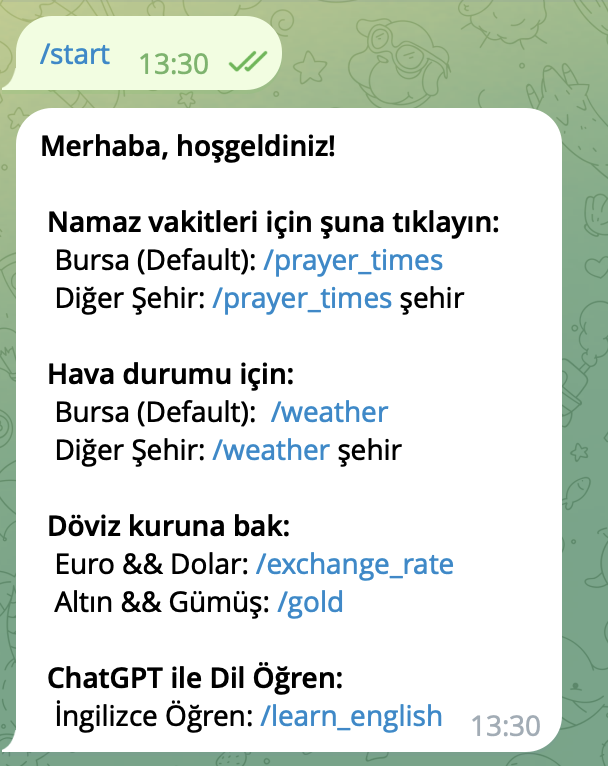 /start 13:30
Merhaba, hoşgeldiniz!
Namaz vakitleri için şuna tıklayın:
Bursa (Default): /prayer_times
Diğer Şehir: /prayer_times şehir
Hava durumu için:
Bursa (Default): /weather
Diğer Şehir: /weather şehir
Döviz kuruna bak:
Euro && Dolar: /exchange_rate
Altın && Gümüş: /gold
ChatGPT ile Dil Öğren:
İngilizce Öğren: /learn_english 13:30